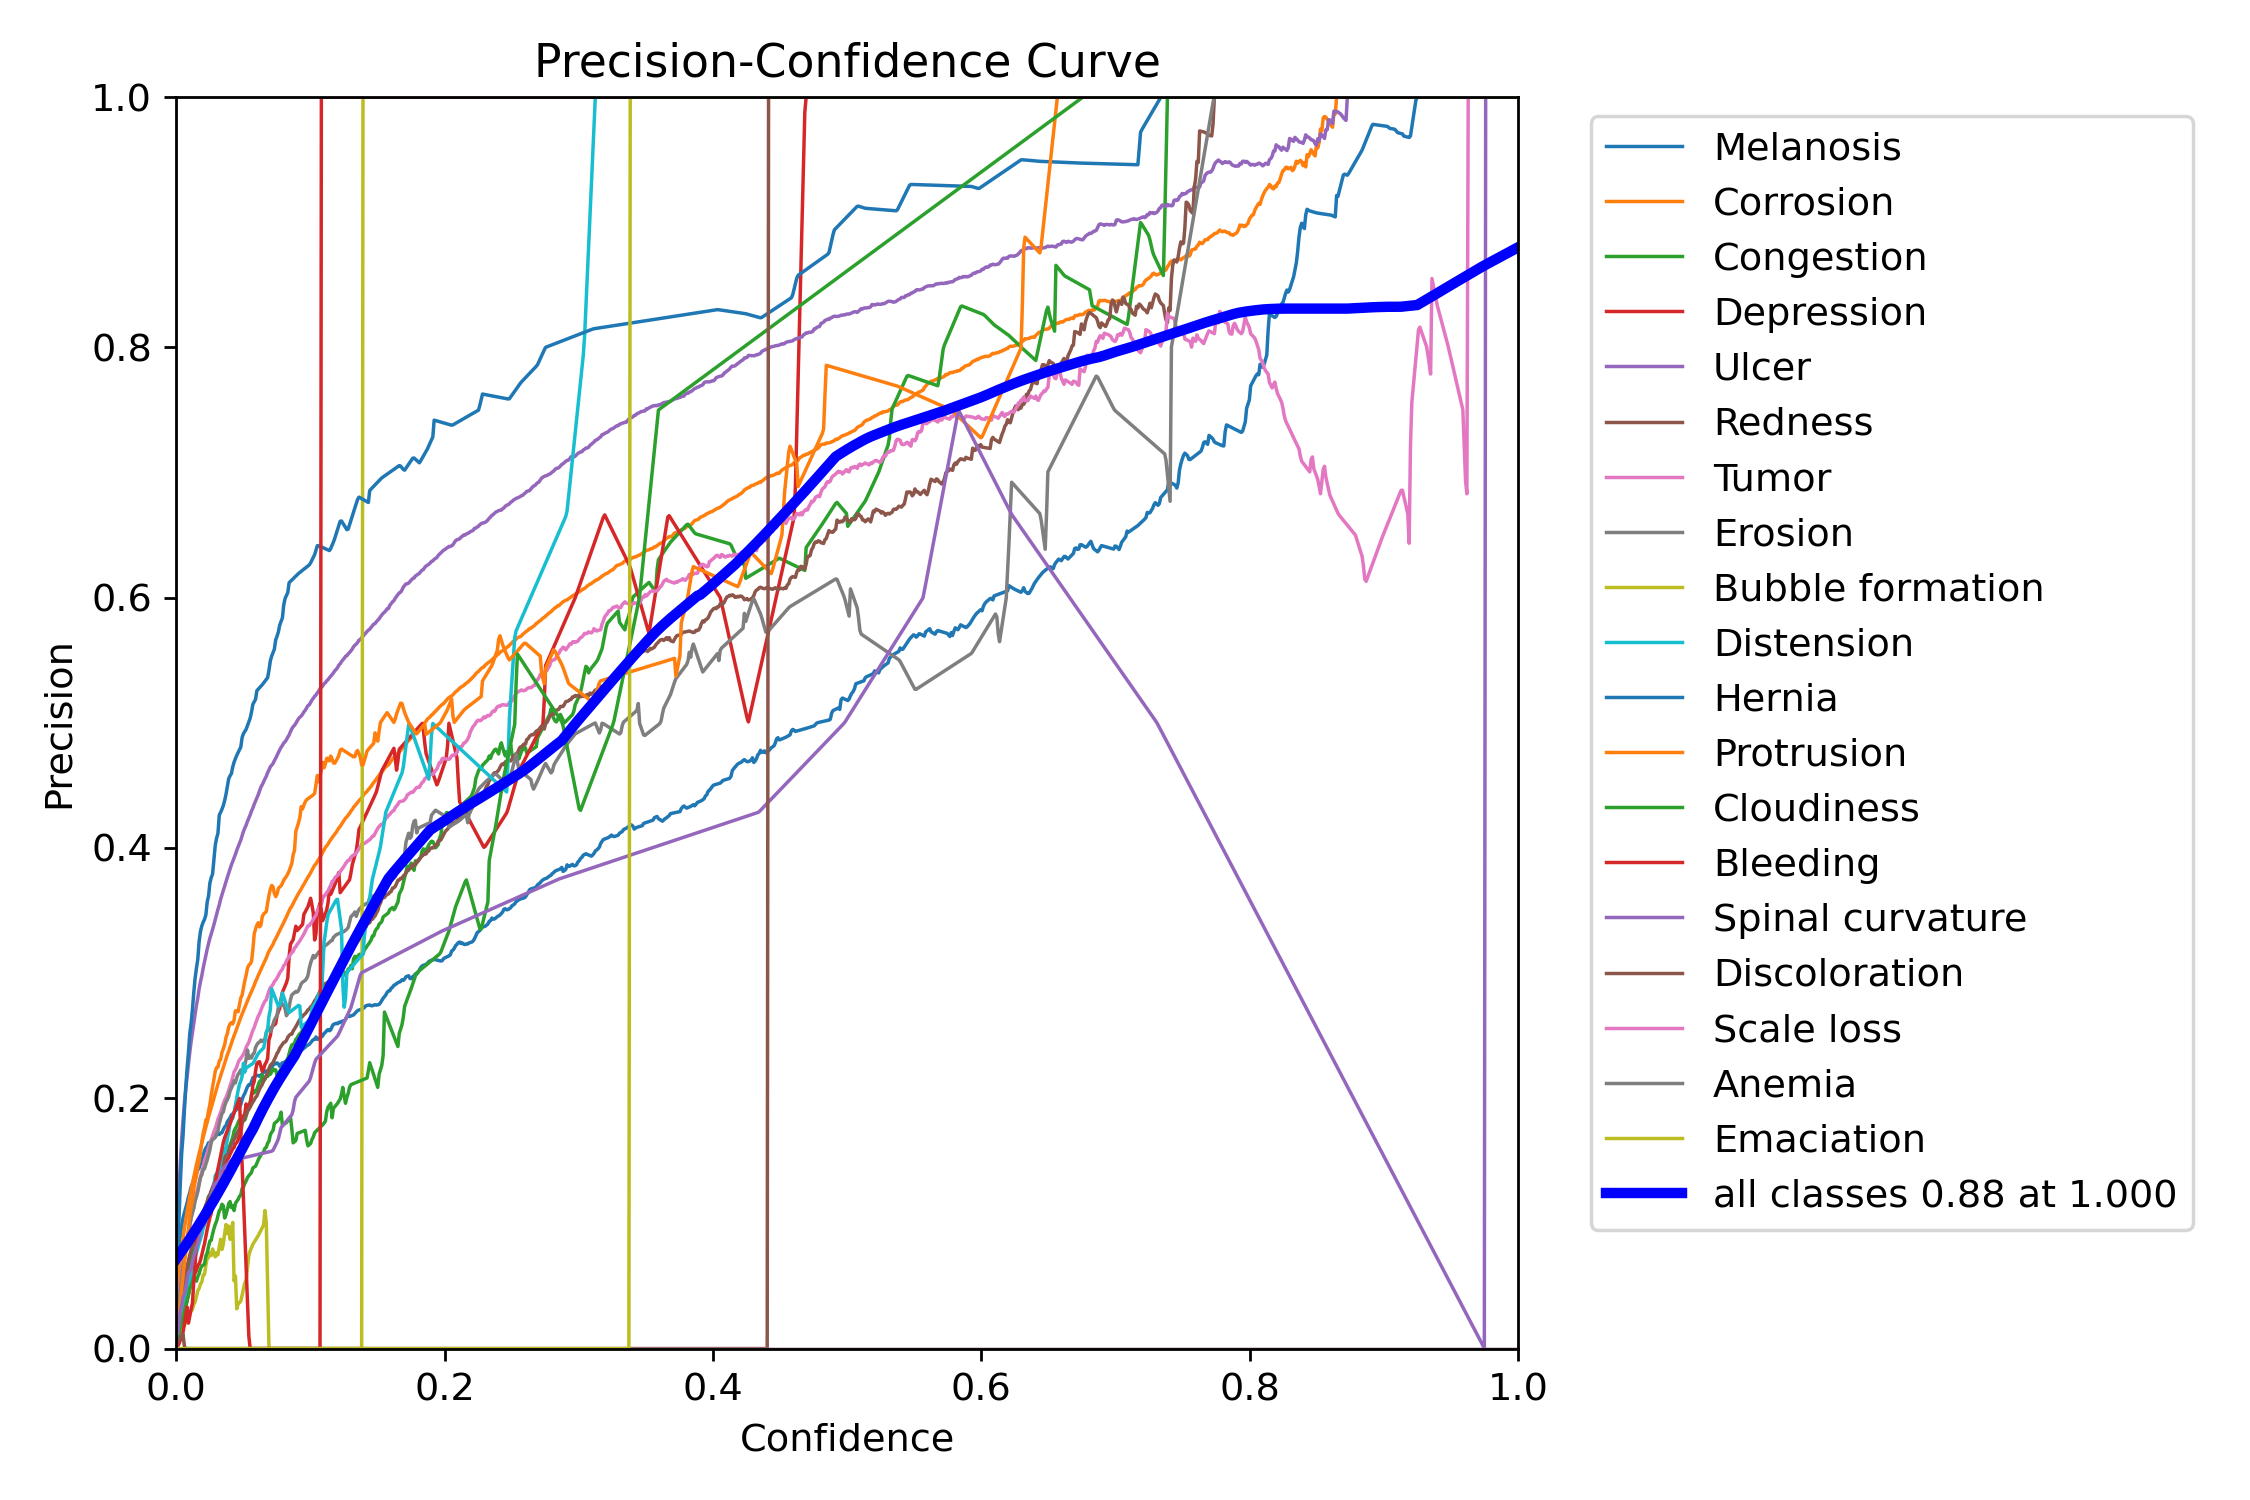 Precision-Confidence Curve
1.0
0.8
0.6
0.4
0.2
0.0
Precision
0.0 0.2 0.4 0.6 0.8 1.0
Confidence
Melanosis
Corrosion
Congestion
Depression
Ulcer
Redness
Tumor
Erosion
Bubble formation
Distension
Hernia
Protrusion
Cloudiness
Bleeding
Spinal curvature
Discoloration
Scale loss
Anemia
Emaciation
all classes 0.88 at 1.000